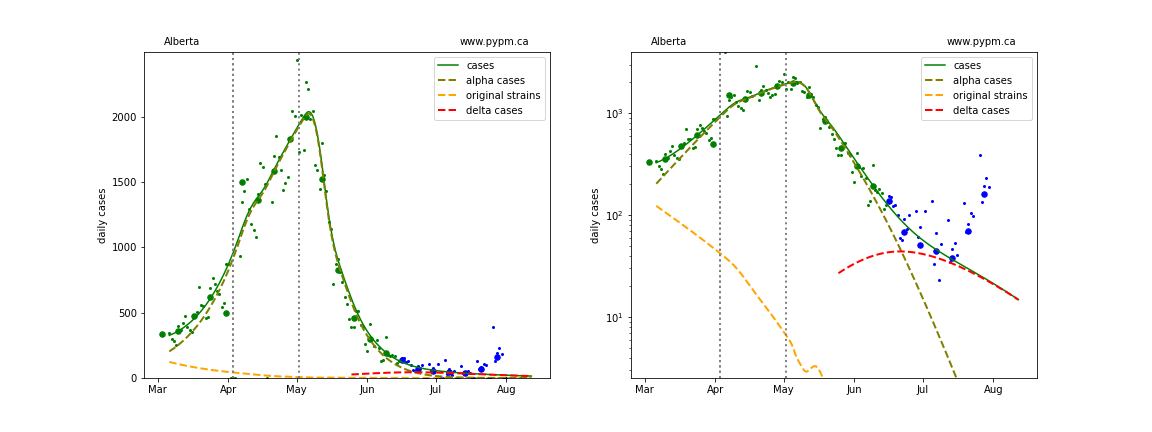 Alberta www.pypm.ca
cases
alpha cases
original strains
delta cases
daily cases
2000
1500
1000
500
0
Mar Apr May Jun Jul Aug
Alberta www.pypm.ca
cases
alpha cases
original strains
delta cases
daily cases
10³
10²
10¹
Mar Apr May Jun Jul Aug